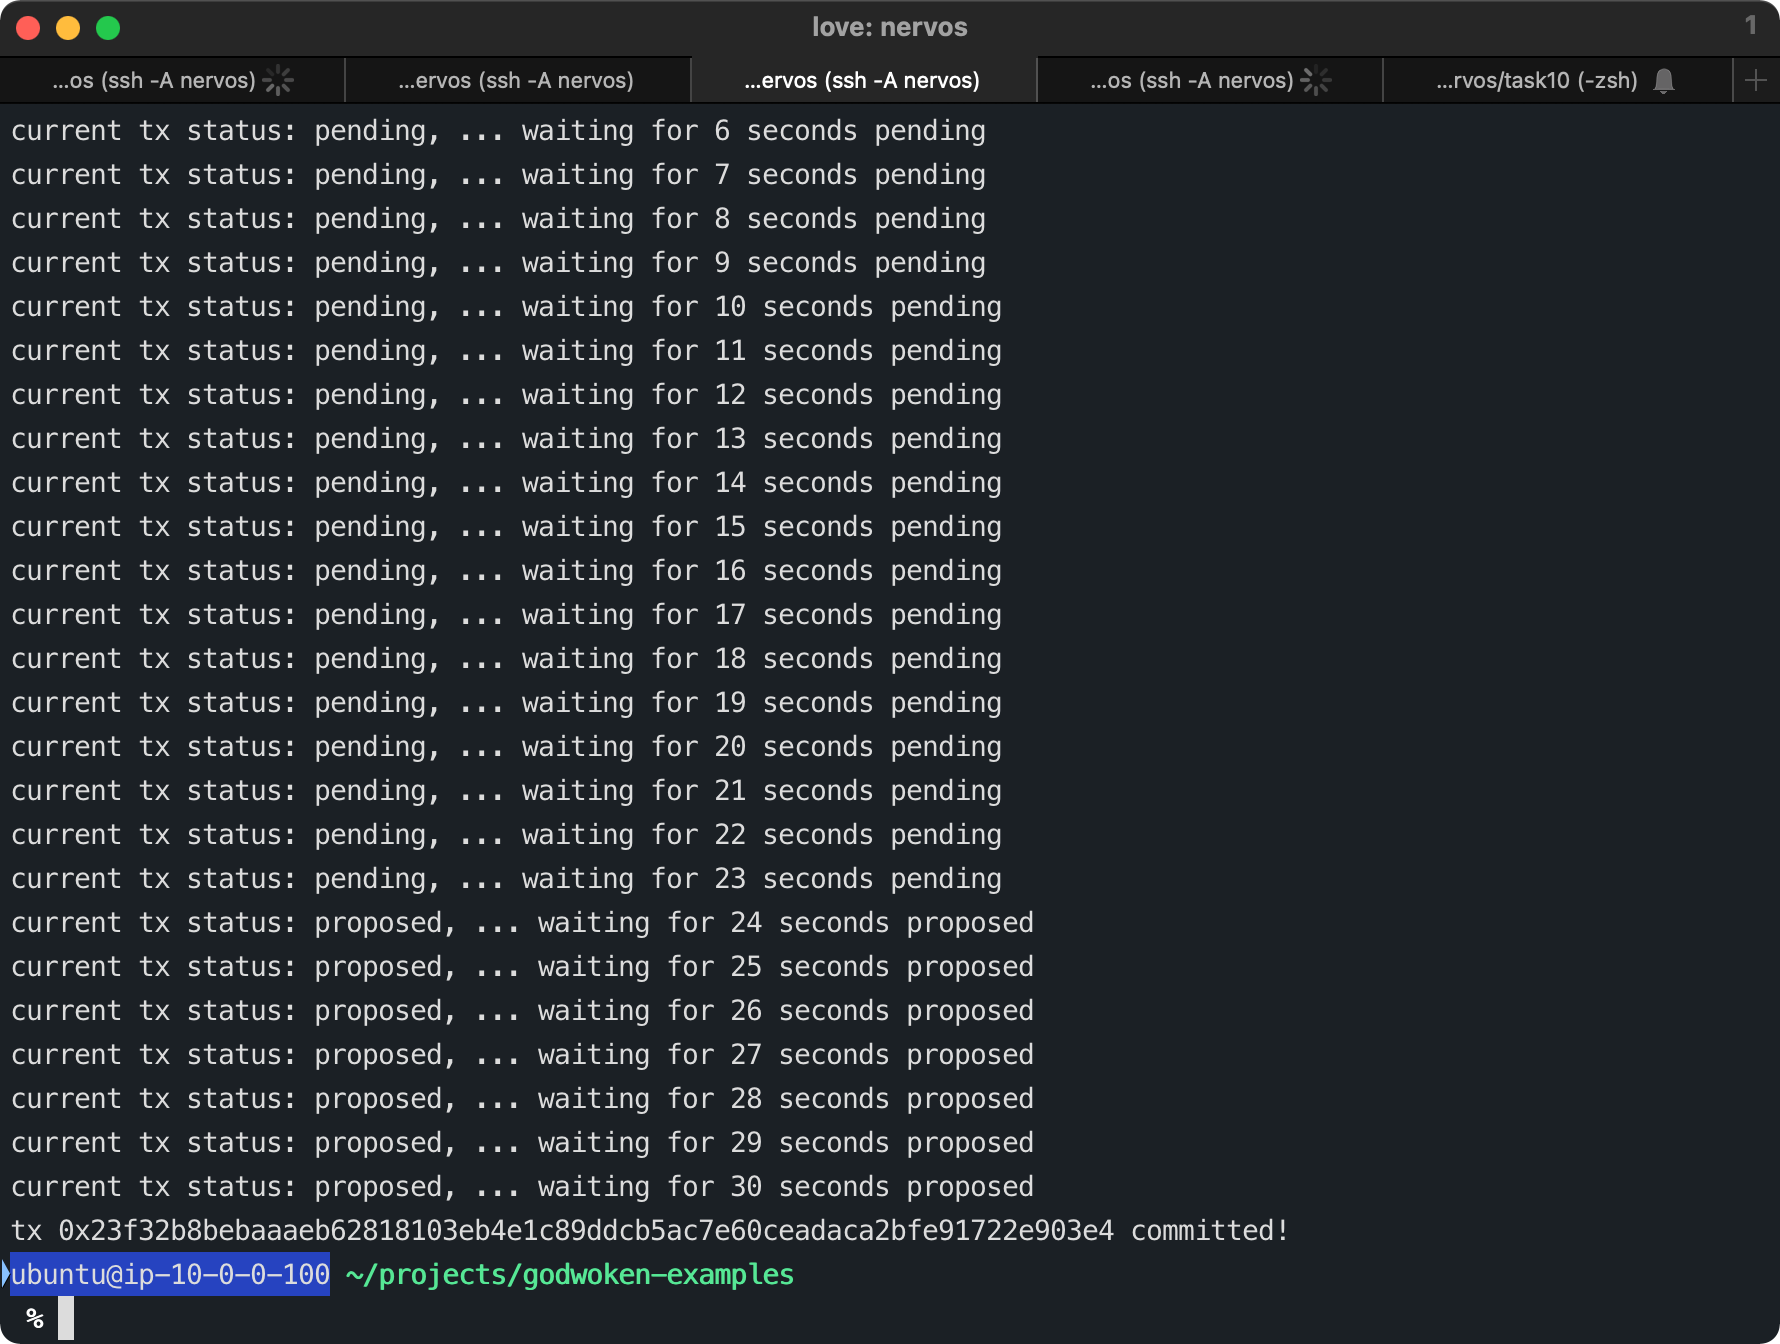 love: nervos
1
...os (ssh -A nervos)
...ervos (ssh -A nervos)
...ervos (ssh -A nervos)
...os (ssh -A nervos)
...rvos/task10 (-zsh)
current tx status: pending, ... waiting for 6 seconds pending
current tx status: pending, ... waiting for 7 seconds pending
current tx status: pending, ... waiting for 8 seconds pending
current tx status: pending, ... waiting for 9 seconds pending
current tx status: pending, ... waiting for 10 seconds pending
current tx status: pending, ... waiting for 11 seconds pending
current tx status: pending, ... waiting for 12 seconds pending
current tx status: pending, ... waiting for 13 seconds pending
current tx status: pending, ... waiting for 14 seconds pending
current tx status: pending, ... waiting for 15 seconds pending
current tx status: pending, ... waiting for 16 seconds pending
current tx status: pending, ... waiting for 17 seconds pending
current tx status: pending, ... waiting for 18 seconds pending
current tx status: pending, ... waiting for 19 seconds pending
current tx status: pending, ... waiting for 20 seconds pending
current tx status: pending, ... waiting for 21 seconds pending
current tx status: pending, ... waiting for 22 seconds pending
current tx status: pending, ... waiting for 23 seconds pending
current tx status: proposed, ... waiting for 24 seconds proposed
current tx status: proposed, ... waiting for 25 seconds proposed
current tx status: proposed, ... waiting for 26 seconds proposed
current tx status: proposed, ... waiting for 27 seconds proposed
current tx status: proposed, ... waiting for 28 seconds proposed
current tx status: proposed, ... waiting for 29 seconds proposed
current tx status: proposed, ... waiting for 30 seconds proposed
tx 0x23f32b8bebaaaeb62818103eb4e1c89ddcb5ac7e60ceadaca2bfe91722e903e4 committed!
ubuntu@ip-10-0-0-100 ~/projects/godwoken-examples
%